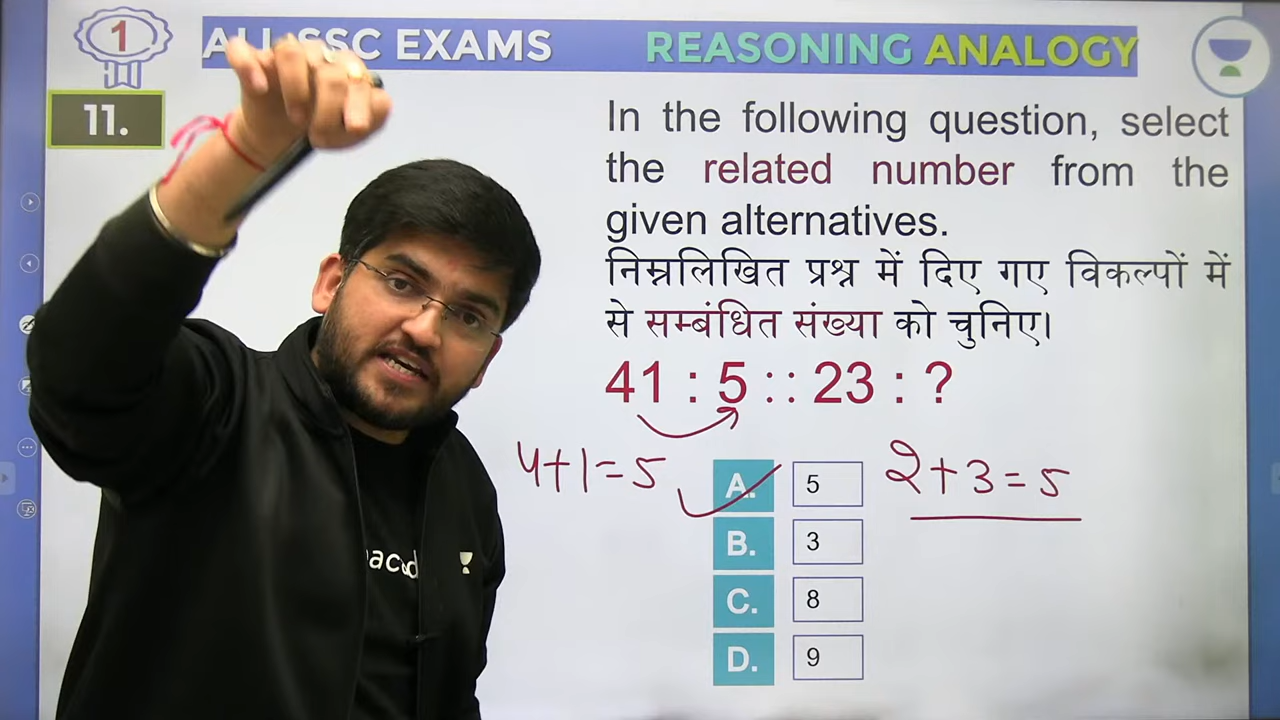 1
ALL SSC EXAMS REASONING ANALOGY
11.
In the following question, select
the related number from the
given alternatives.
निम्नलिखित प्रश्न में दिए गए विकल्पों में
से सम्बंधित संख्या को चुनिए।
41 : 5 :: 23 : ?
4+1=5
2+3=5
A. 5
B. 3
C. 8
D. 9